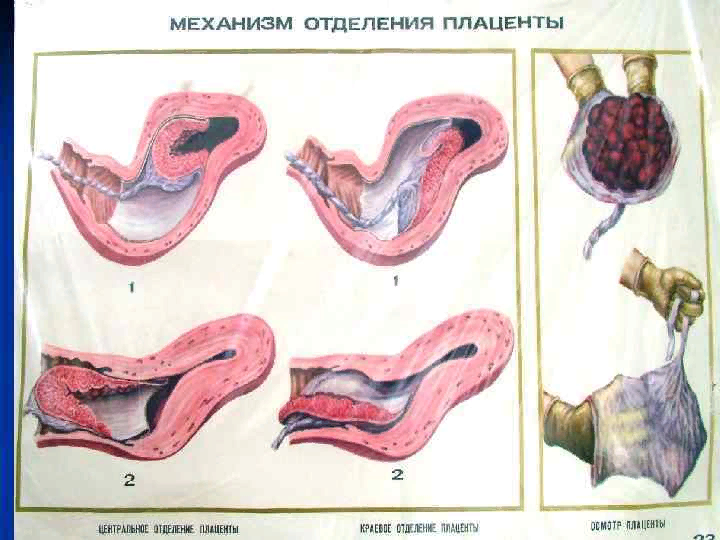 МЕХАНИЗМ ОТДЕЛЕНИЯ ПЛАЦЕНТЫ
1
1
2
2
ЦЕНТРАЛЬНОЕ ОТДЕЛЕНИЕ ПЛАЦЕНТЫ
КРАЕВОЕ ОТДЕЛЕНИЕ ПЛАЦЕНТЫ
ОСМОТР ПЛАЦЕНТЫ